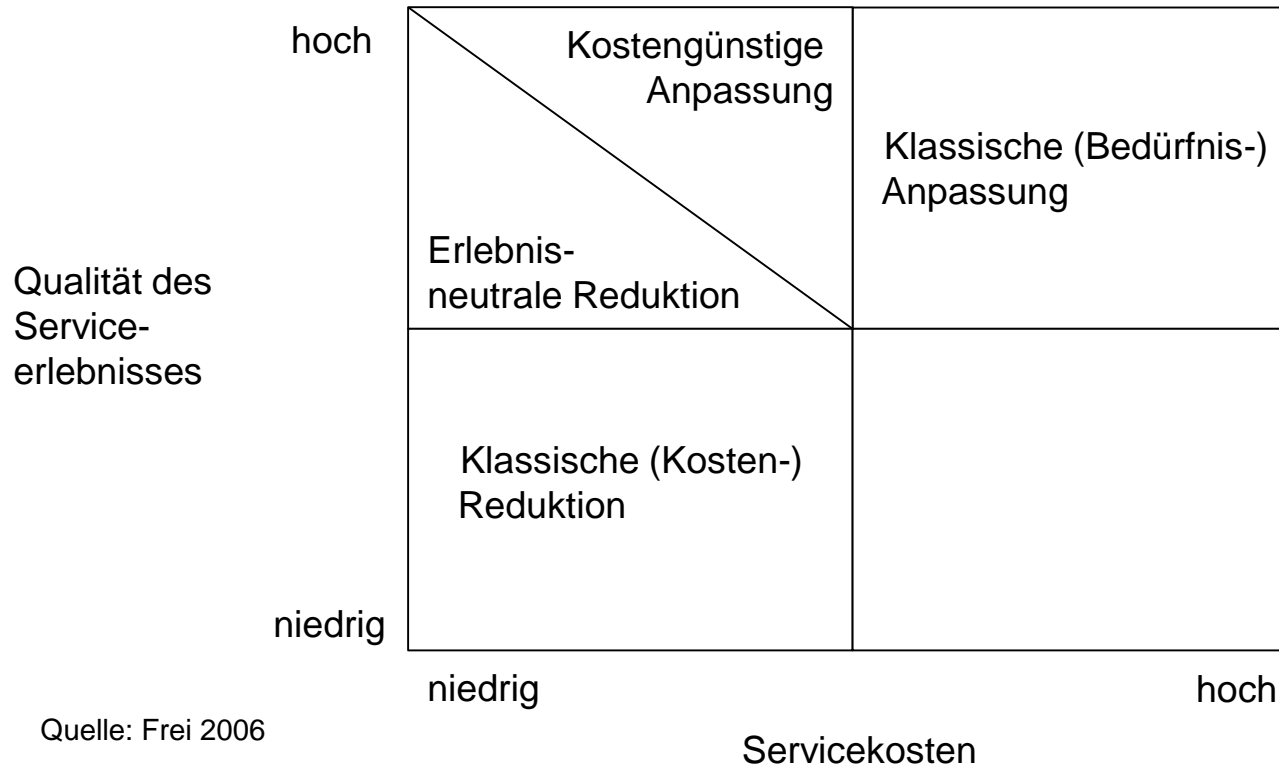 hoch
Kostengünstige
Anpassung
Klassische (Bedürfnis-)
Anpassung
Erlebnis-
neutrale Reduktion
Qualität des
Service-
erlebnisses
Klassische (Kosten-)
Reduktion
niedrig
niedrig
hoch
Quelle: Frei 2006
Servicekosten